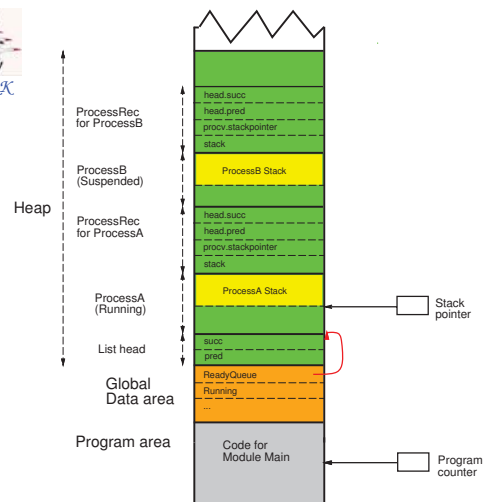 K
head.succ
head.pred
procv.stackpointer
stack
ProcessRec
for ProcessB
ProcessB
(Suspended)
ProcessB Stack
Heap
ProcessRec
for ProcessA
head.succ
head.pred
procv.stackpointer
stack
ProcessA
(Running)
ProcessA Stack
Stack
pointer
List head
succ
pred
Global
Data area
ReadyQueue
Running
...
Program area
Code for
Module Main
Program
counter